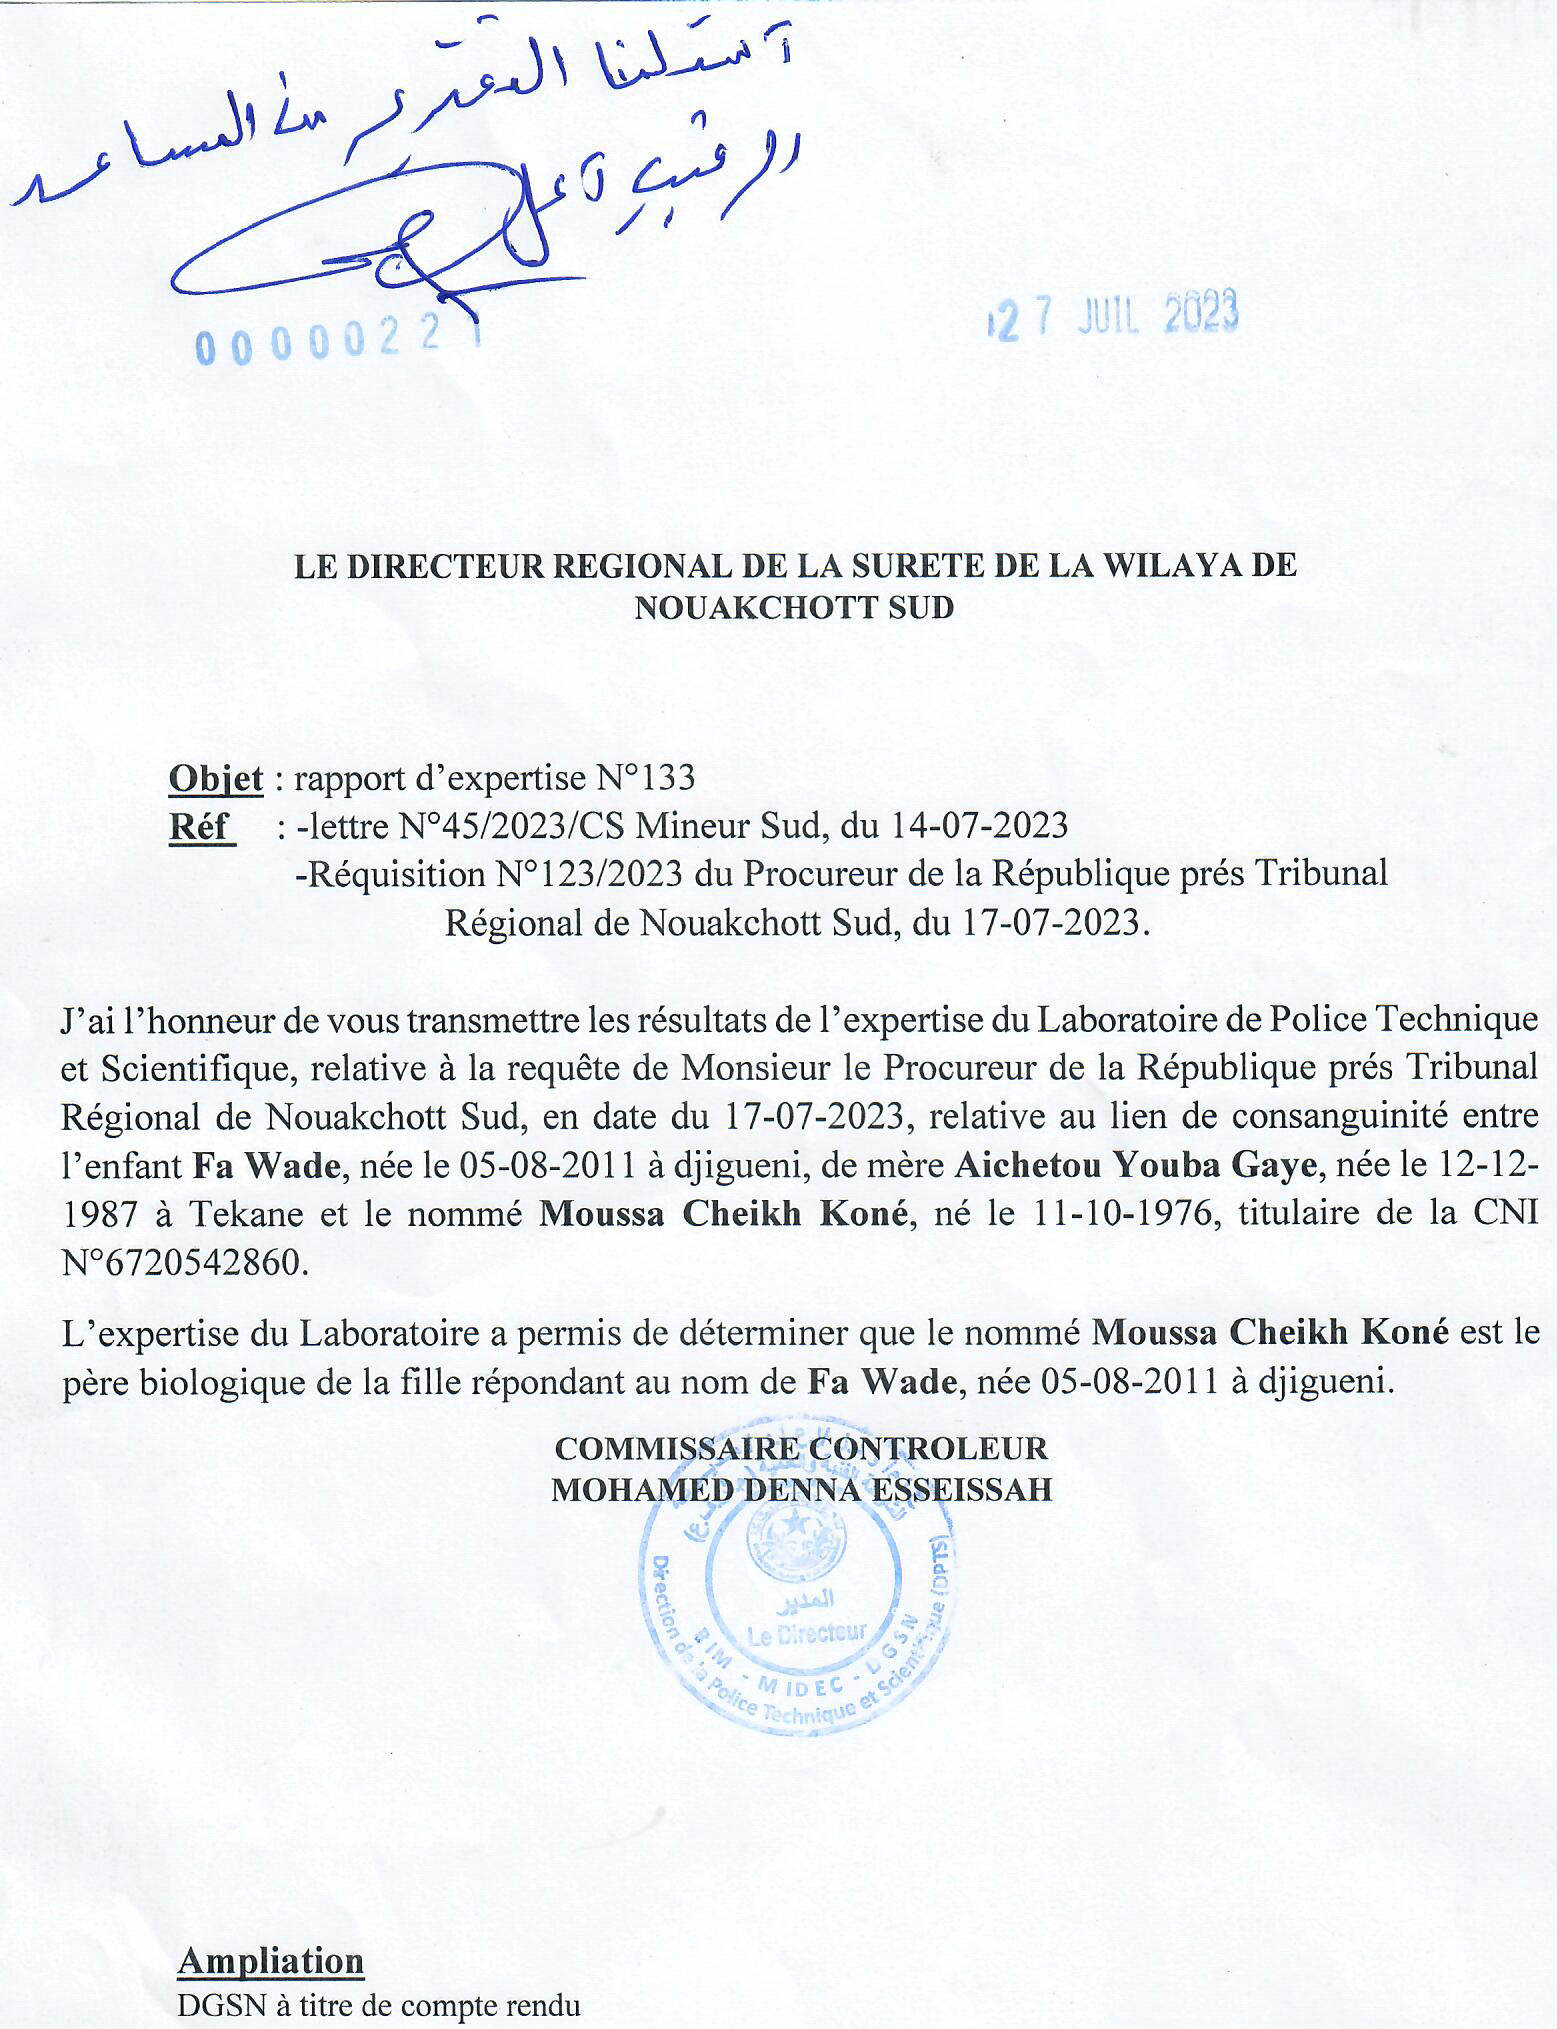 استلمنا التقرير من المساعد
الرقيب
00000221
27 JUIL 2023
LE DIRECTEUR REGIONAL DE LA SURETE DE LA WILAYA DE
NOUAKCHOTT SUD
Objet : rapport d’expertise N°133
Réf : -lettre N°45/2023/CS Mineur Sud, du 14-07-2023
-Réquisition N°123/2023 du Procureur de la République prés Tribunal
Régional de Nouakchott Sud, du 17-07-2023.
J’ai l’honneur de vous transmettre les résultats de l’expertise du Laboratoire de Police Technique
et Scientifique, relative à la requête de Monsieur le Procureur de la République prés Tribunal
Régional de Nouakchott Sud, en date du 17-07-2023, relative au lien de consanguinité entre
l’enfant Fa Wade, née le 05-08-2011 à djigueni, de mère Aichetou Youba Gaye, née le 12-12-
1987 à Tekane et le nommé Moussa Cheikh Koné, né le 11-10-1976, titulaire de la CNI
N°6720542860.
L’expertise du Laboratoire a permis de déterminer que le nommé Moussa Cheikh Koné est le
père biologique de la fille répondant au nom de Fa Wade, née 05-08-2011 à djigueni.
COMMISSAIRE CONTROLEUR
MOHAMED DENNA ESSEISSAH
المدير
Le Directeur
RIM - MIDEC - DGSN
Direction de la Police Technique et Scientifique (DPTS)
Ampliation
DGSN à titre de compte rendu